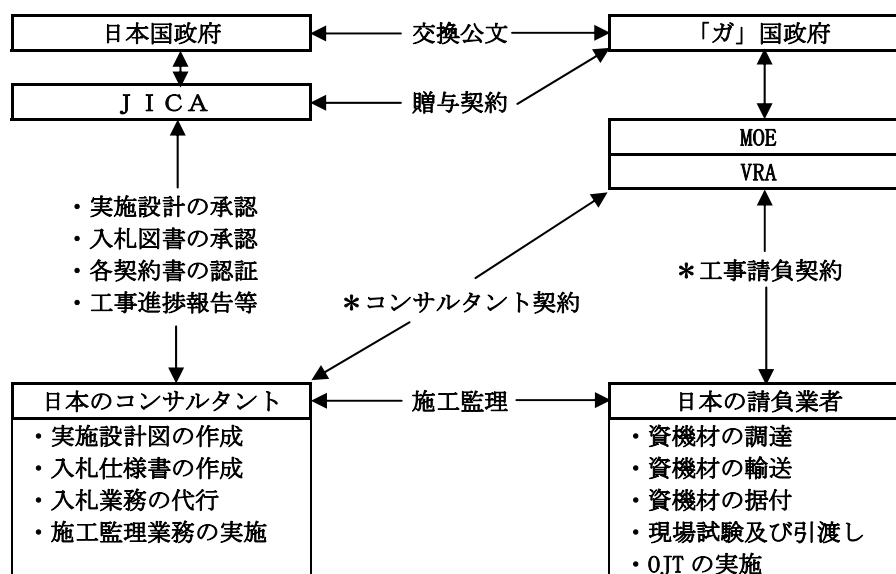 日本国政府
交換公文
「ガ」国政府
ＪＩＣＡ
贈与契約
MOE
VRA
・実施設計の承認
・入札図書の承認
・各契約書の認証
・工事進捗報告等
＊コンサルタント契約
＊工事請負契約
日本のコンサルタント
施工監理
日本の請負業者
・実施設計図の作成
・入札仕様書の作成
・入札業務の代行
・施工監理業務の実施
・資機材の調達
・資機材の輸送
・資機材の据付
・現場試験及び引渡し
・OJT の実施